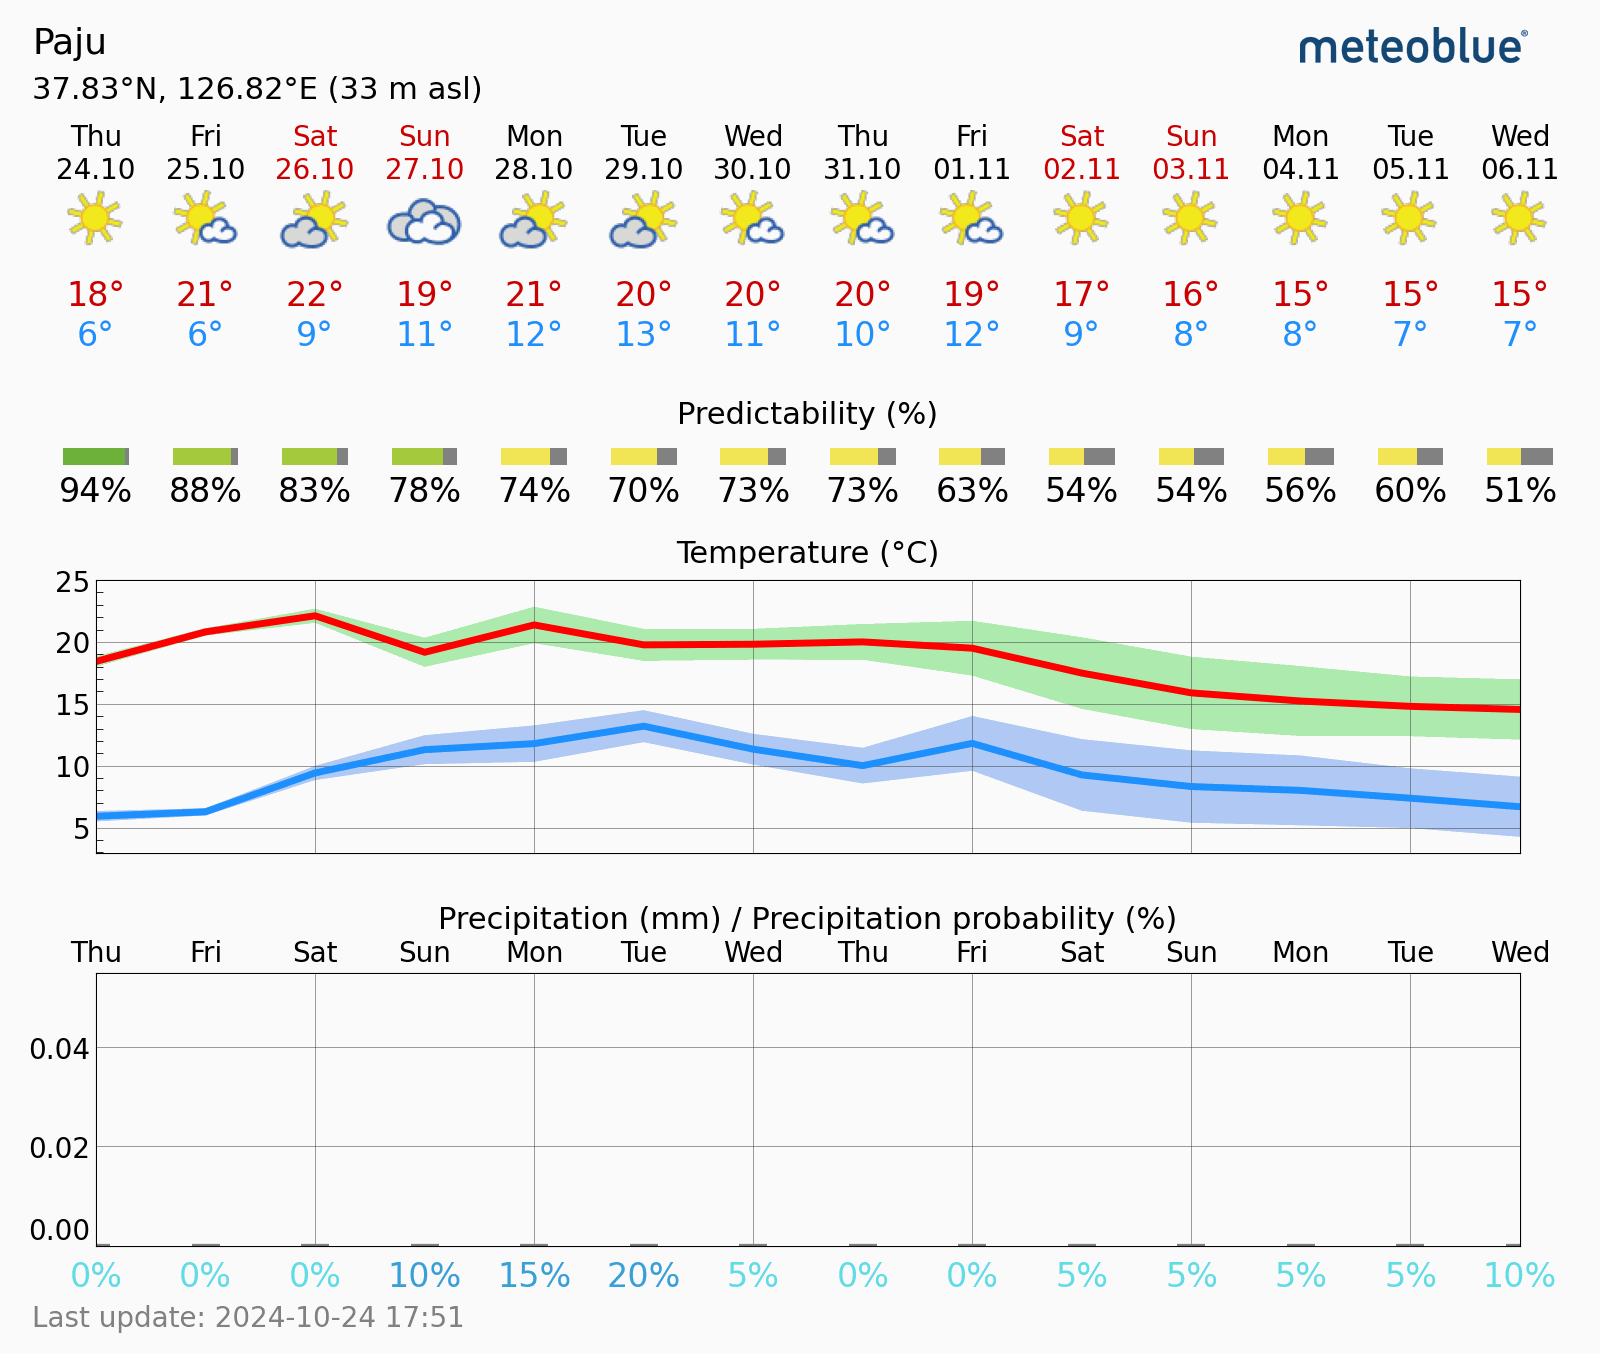 Paju
meteoblue®
37.83°N, 126.82°E (33 m asl)
Thu Fri Sat Sun Mon Tue Wed Thu Fri Sat Sun Mon Tue Wed
24.10 25.10 26.10 27.10 28.10 29.10 30.10 31.10 01.11 02.11 03.11 04.11 05.11 06.11
18° 21° 22° 19° 21° 20° 20° 20° 19° 17° 16° 15° 15° 15°
6° 6° 9° 11° 12° 13° 11° 10° 12° 9° 8° 8° 7° 7°
Predictability (%)
94% 88% 83% 78% 74% 70% 73% 73% 63% 54% 54% 56% 60% 51%
Temperature (°C)
25
20
15
10
5
Precipitation (mm) / Precipitation probability (%)
Thu Fri Sat Sun Mon Tue Wed Thu Fri Sat Sun Mon Tue Wed
0.04
0.02
0.00
0% 0% 0% 10% 15% 20% 5% 0% 0% 5% 5% 5% 5% 10%
Last update: 2024-10-24 17:51